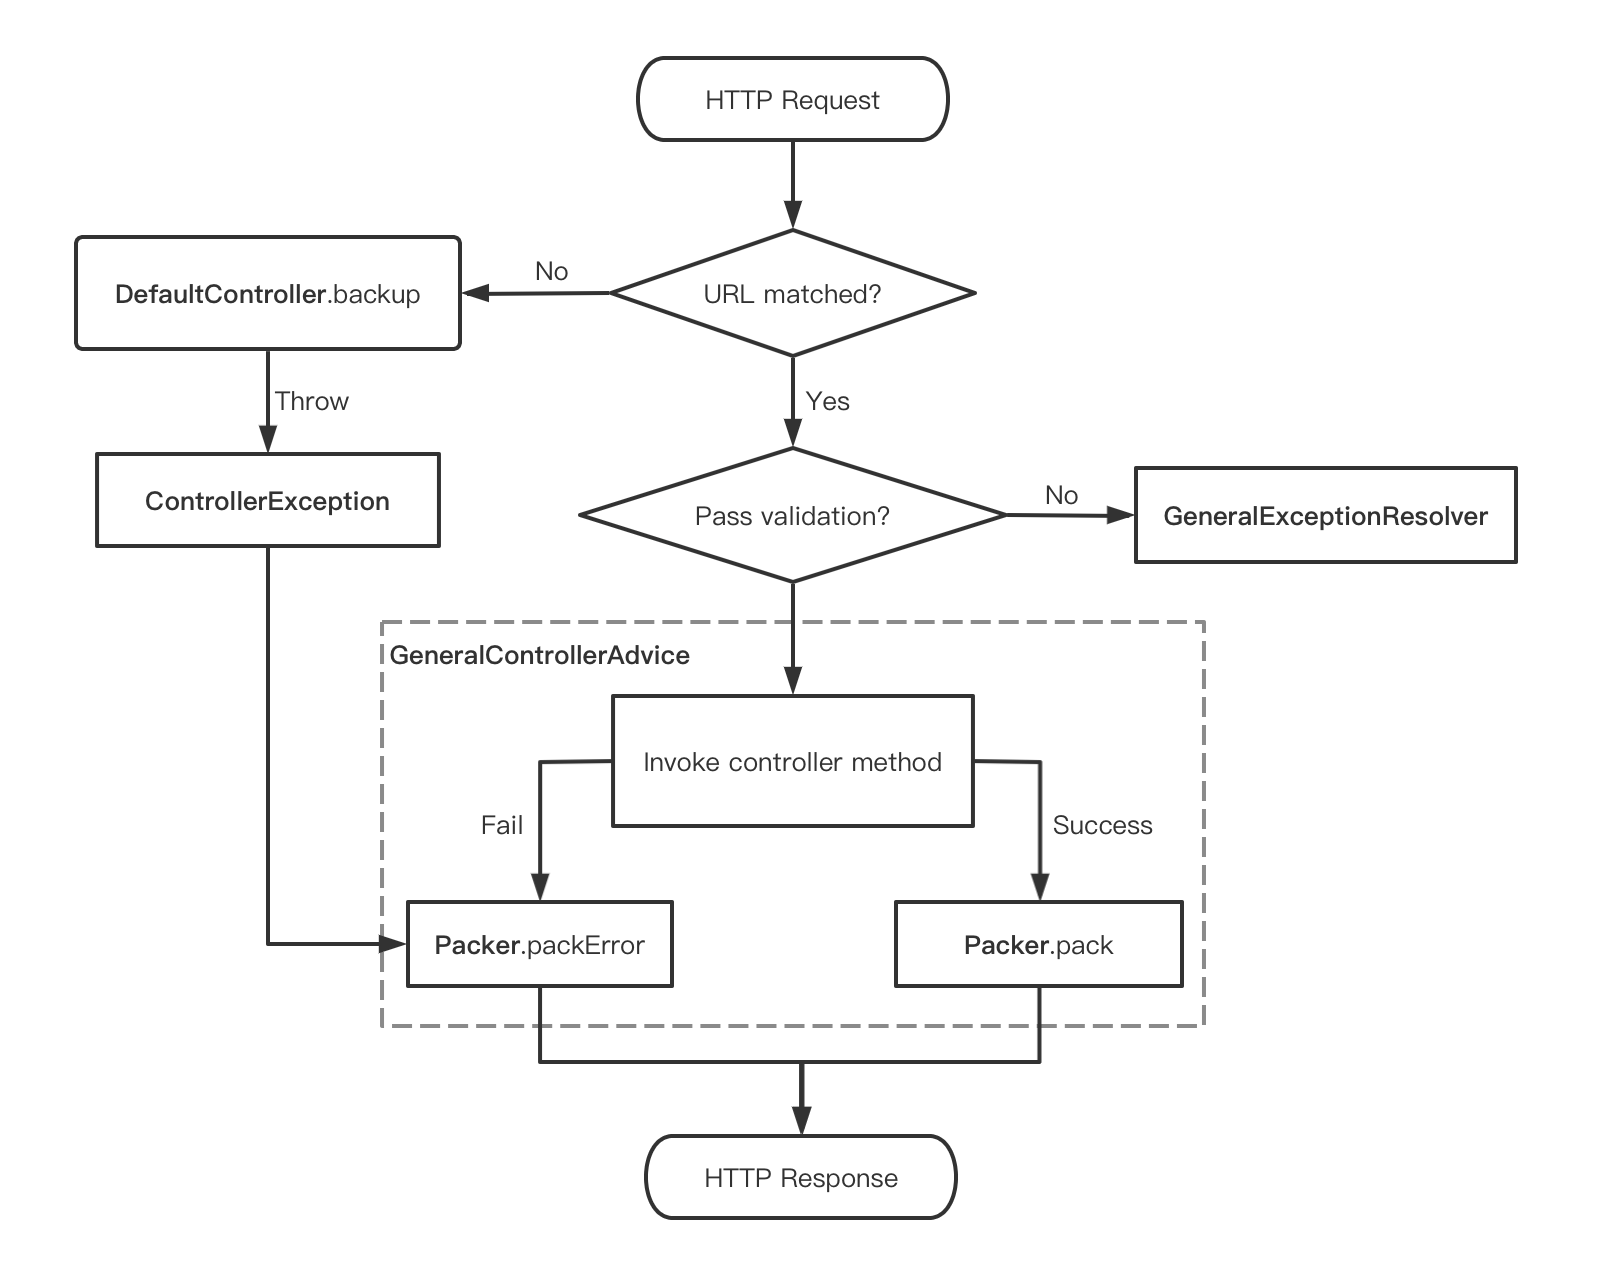 HTTP Request
No
URL matched?
DefaultController.backup
Throw
Yes
ControllerException
Pass validation?
No
GeneralExceptionResolver
GeneralControllerAdvice
Invoke controller method
Fail
Success
Packer.packError
Packer.pack
HTTP Response